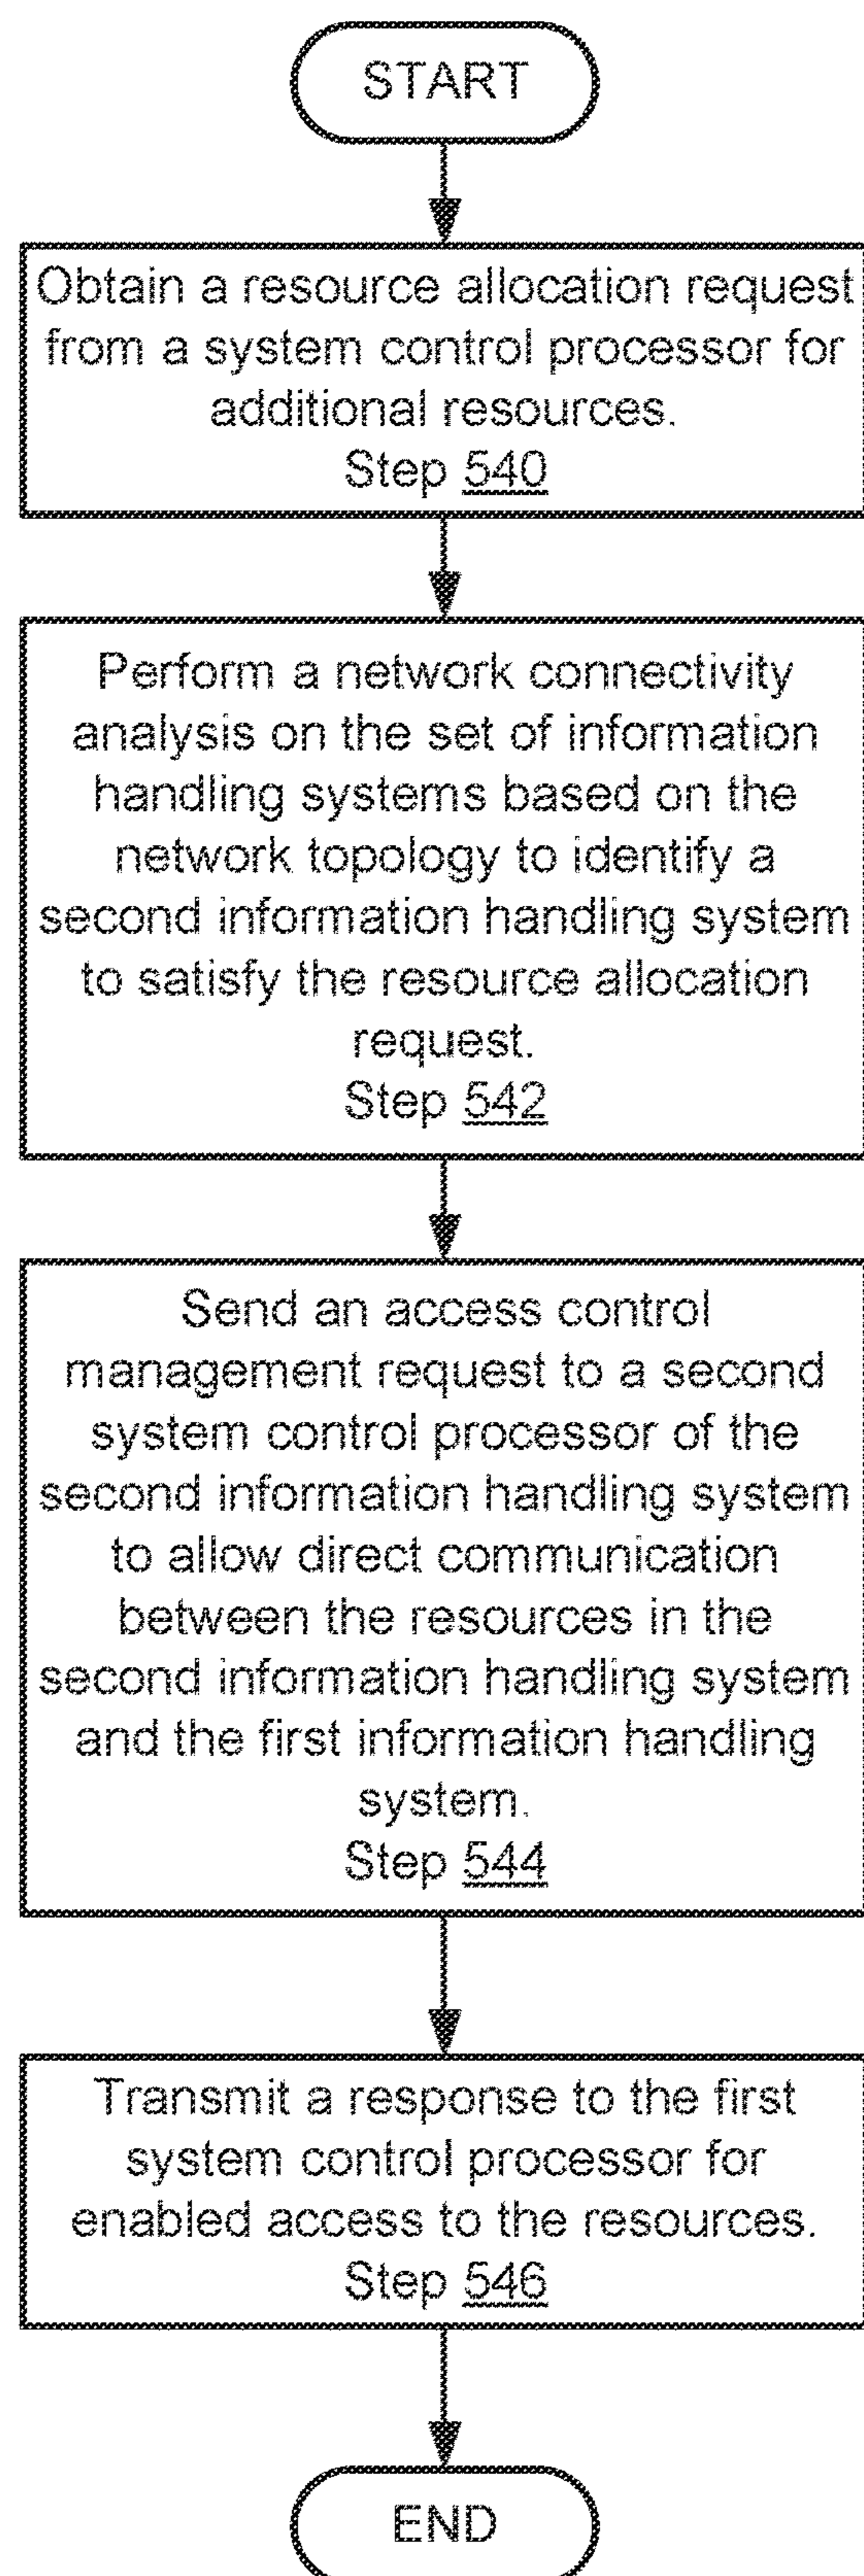 START
Obtain a resource allocation request
from a system control processor for
additional resources.
Step 540
Perform a network connectivity
analysis on the set of information
handling systems based on the
network topology to identify a
second information handling system
to satisfy the resource allocation
request.
Step 542
Send an access control
management request to a second
system control processor of the
second information handling system
to allow direct communication
between the resources in the
second information handling system
and the first information handling
system.
Step 544
Transmit a response to the first
system control processor for
enabled access to the resources.
Step 546
END